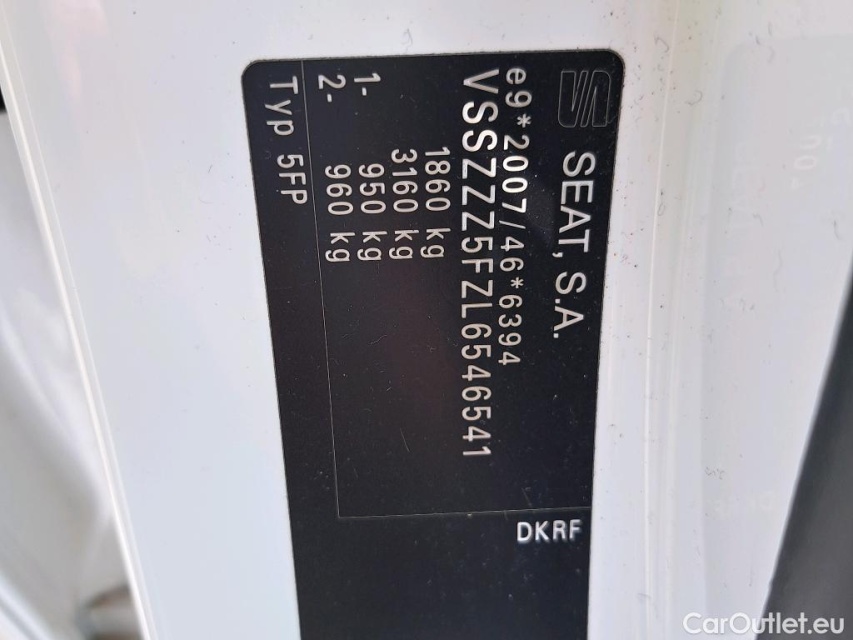 SEAT, S.A.
e9*2007/46*6394
VSSZZZ5FZL6546541
1860 kg
3160 kg
1- 950 kg
2- 960 kg
Typ 5FP
DKRF
CarOutlet.eu